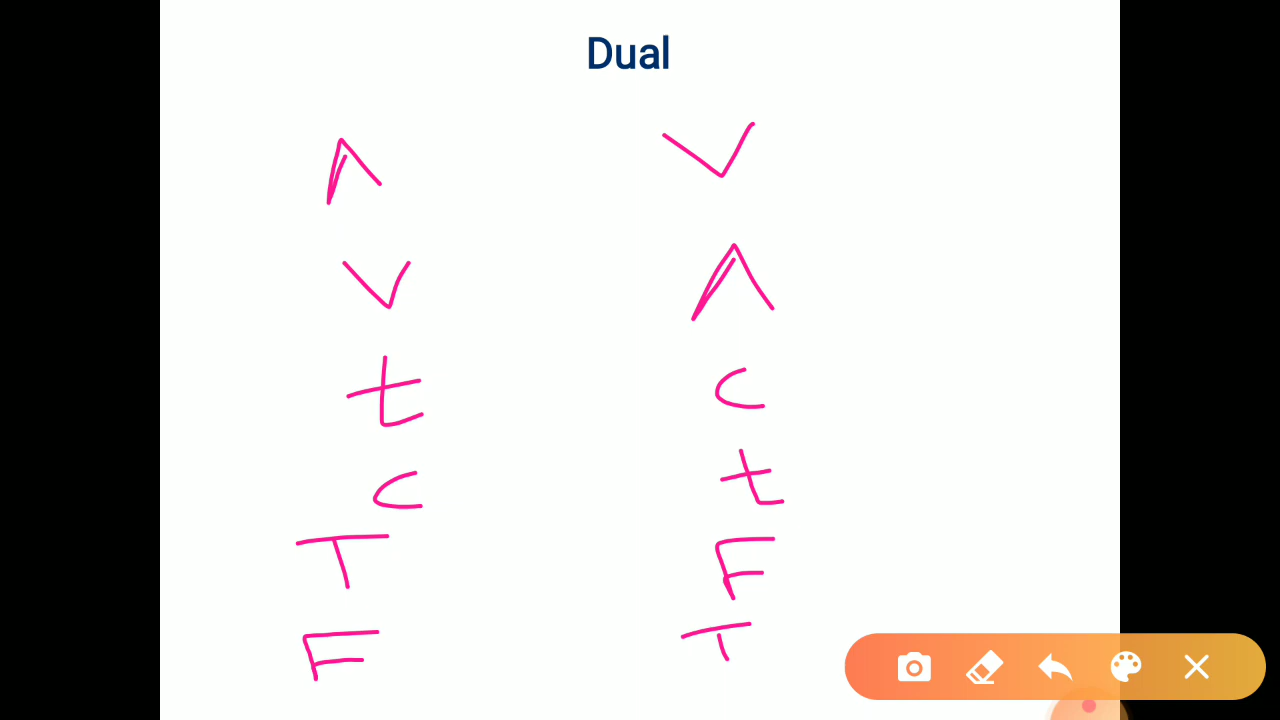 Dual
∧ ∨
∨ ∧
t c
c t
T F
F T